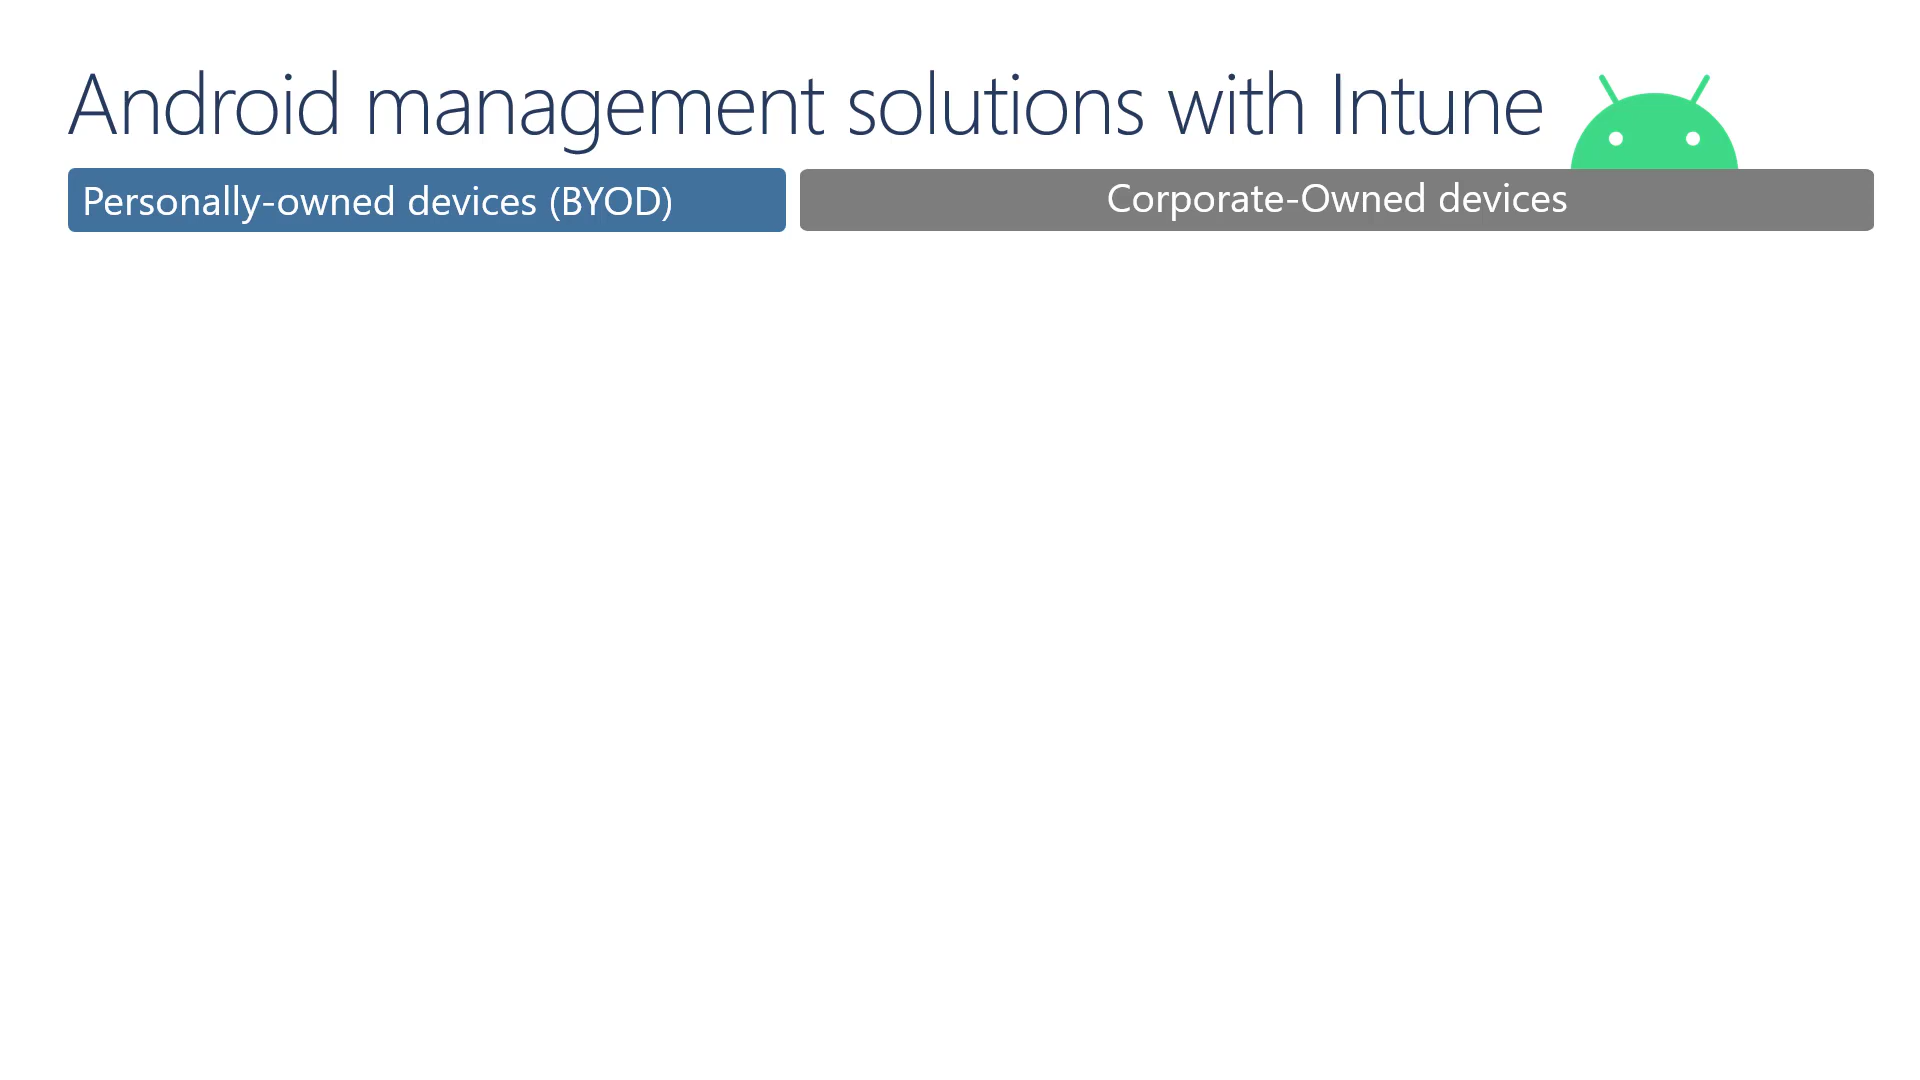 Android management solutions with Intune
Personally-owned devices (BYOD)
Corporate-Owned devices